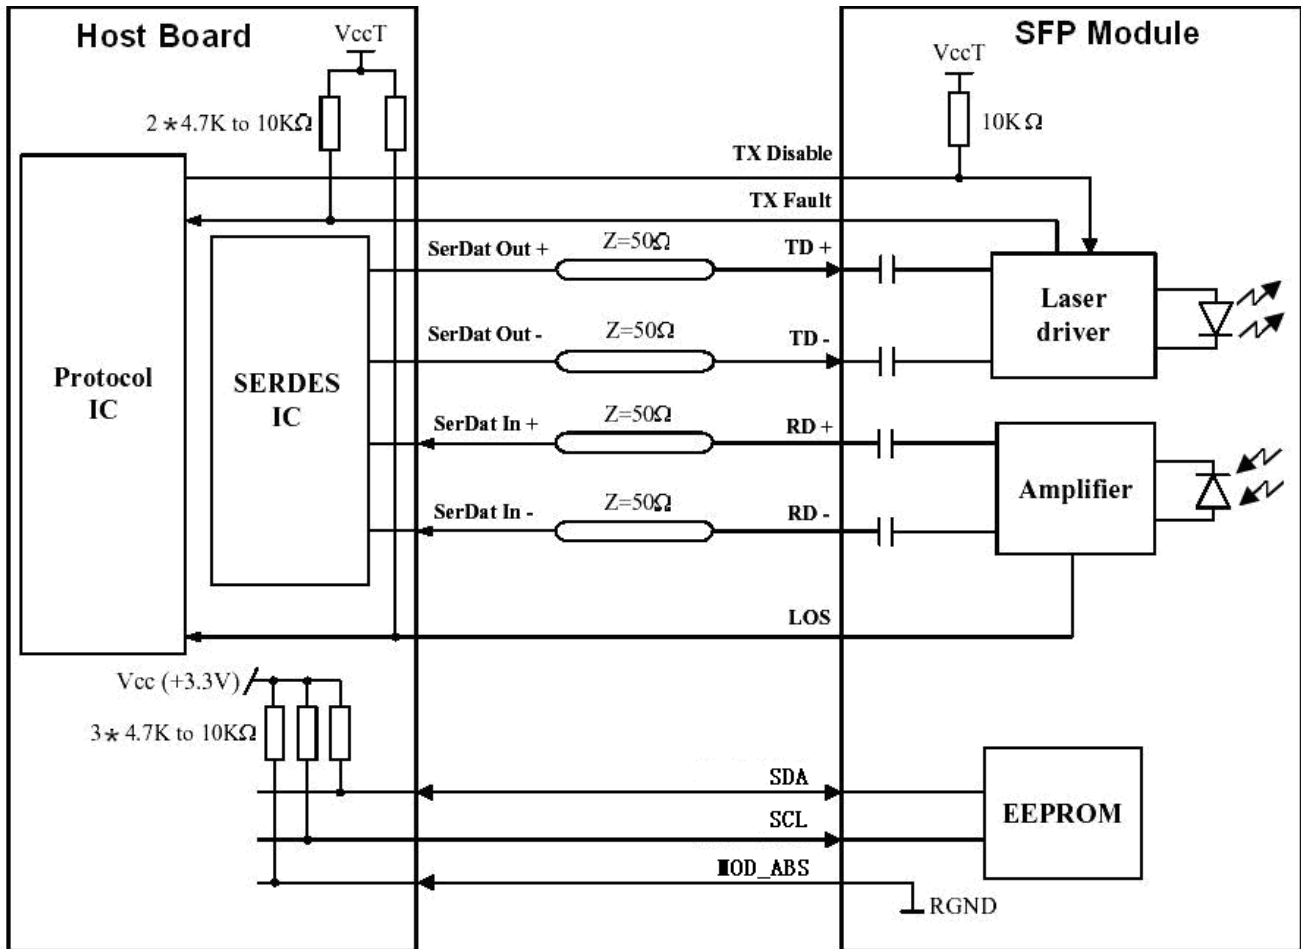 Host Board
VccT
SFP Module
VccT
2*4.7K to 10KΩ
10KΩ
TX Disable
TX Fault
SerDat Out +
Z=50Ω
TD +
Laser
driver
SerDat Out -
Z=50Ω
TD -
Protocol
IC
SERDES
IC
SerDat In +
Z=50Ω
RD +
Amplifier
SerDat In -
Z=50Ω
RD -
LOS
Vcc (+3.3V)
3* 4.7K to 10KΩ
SDA
SCL
EEPROM
MOD_ABS
RGND